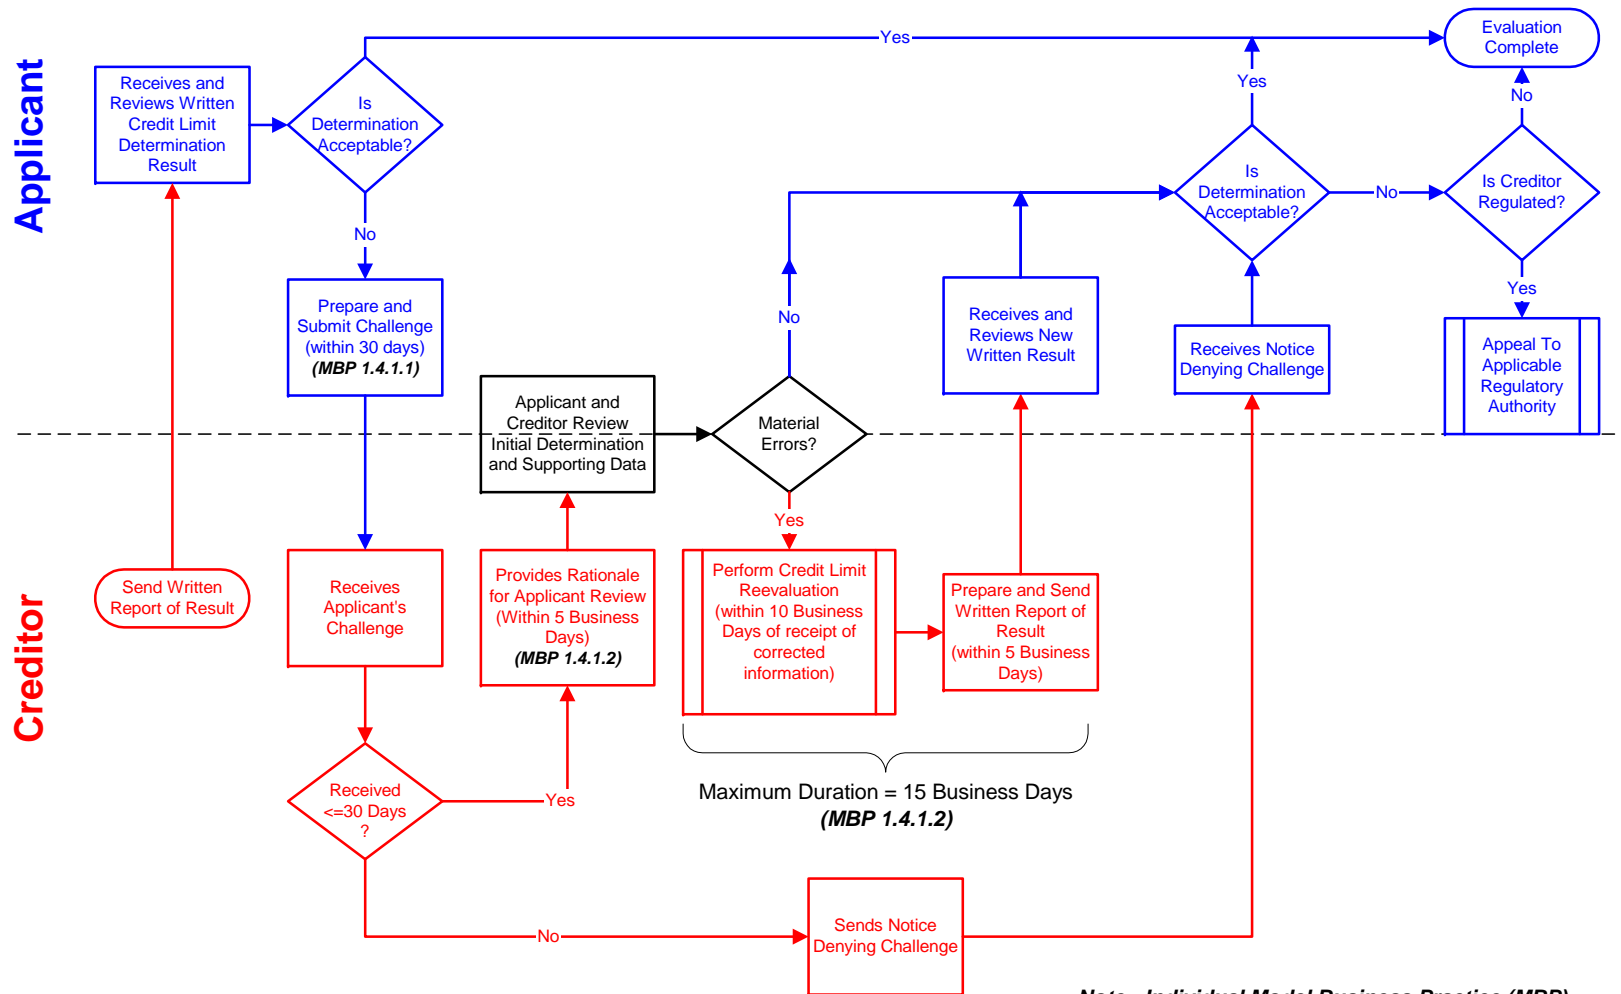 Applicant
Creditor
Receives and
Reviews Written
Credit Limit
Determination
Result
Is
Determination
Acceptable?
Yes
Evaluation
Complete
No
Prepare and
Submit Challenge
(within 30 days)
(MBP 1.4.1.1)
Applicant and
Creditor Review
Initial Determination
and Supporting Data
Material
Errors?
No
Receives and
Reviews New
Written Result
Is
Determination
Acceptable?
Yes
No
Is Creditor
Regulated?
No
Yes
Receives Notice
Denying Challenge
Appeal To
Applicable
Regulatory
Authority
Send Written
Report of Result
Receives
Applicant's
Challenge
Provides Rationale
for Applicant Review
(Within 5 Business
Days)
(MBP 1.4.1.2)
Yes
Perform Credit Limit
Reevaluation
(within 10 Business
Days of receipt of
corrected
information)
Prepare and Send
Written Report of
Result
(within 5 Business
Days)
Received
<=30 Days
?
Yes
Maximum Duration = 15 Business Days
(MBP 1.4.1.2)
No
Sends Notice
Denying Challenge
Note - Individual Model Business Practice (MBP)